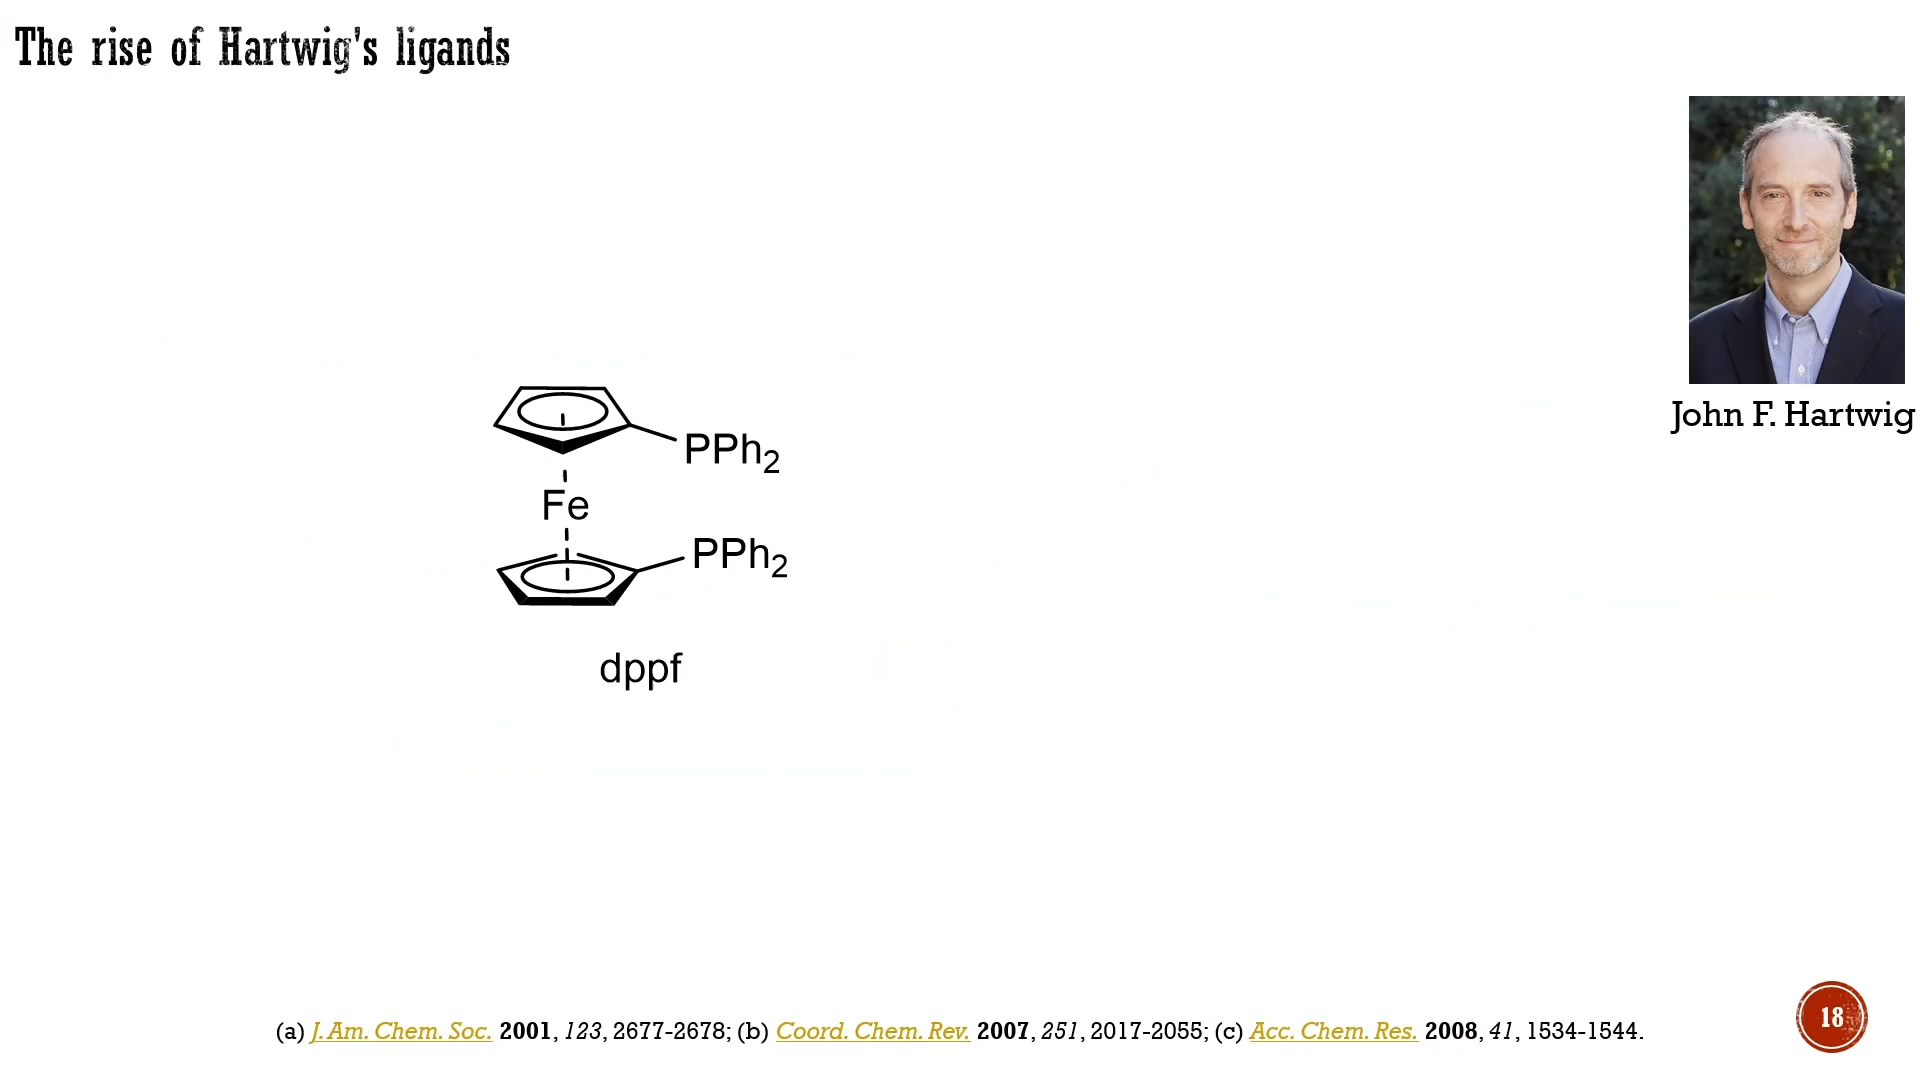 The rise of Hartwig's ligands
John F. Hartwig
PPh2
Fe
PPh2
dppf
(a) J. Am. Chem. Soc. 2001, 123, 2677-2678; (b) Coord. Chem. Rev. 2007, 251, 2017-2055; (c) Acc. Chem. Res. 2008, 41, 1534-1544.
18